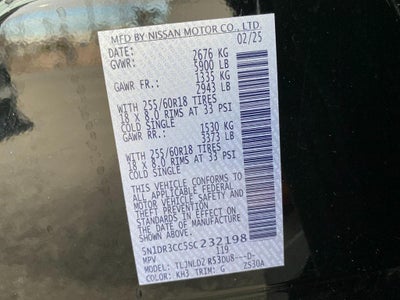 MFD BY NISSAN MOTOR CO., LTD.
DATE: 02/25
GVWR: 2676 KG
5900 LB
GAWR FR.: 1335 KG
2943 LB
WITH 255/60R18 TIRES
18 X 8.0 RIMS AT 33 PSI
COLD SINGLE
GAWR RR.: 1530 KG
3373 LB
WITH 255/60R18 TIRES
18 X 8.0 RIMS AT 33 PSI
COLD SINGLE
THIS VEHICLE CONFORMS TO
ALL APPLICABLE FEDERAL
MOTOR VEHICLE SAFETY AND
THEFT PREVENTION
STANDARDS IN EFFECT ON
THE DATE OF MANUFACTURE
SHOWN ABOVE
5N1DR3CC5SC232198
MPV 119
MODEL: TLJNLD2 R53DU8---D-
COLOR: KH3 TRIM: G ZS30A